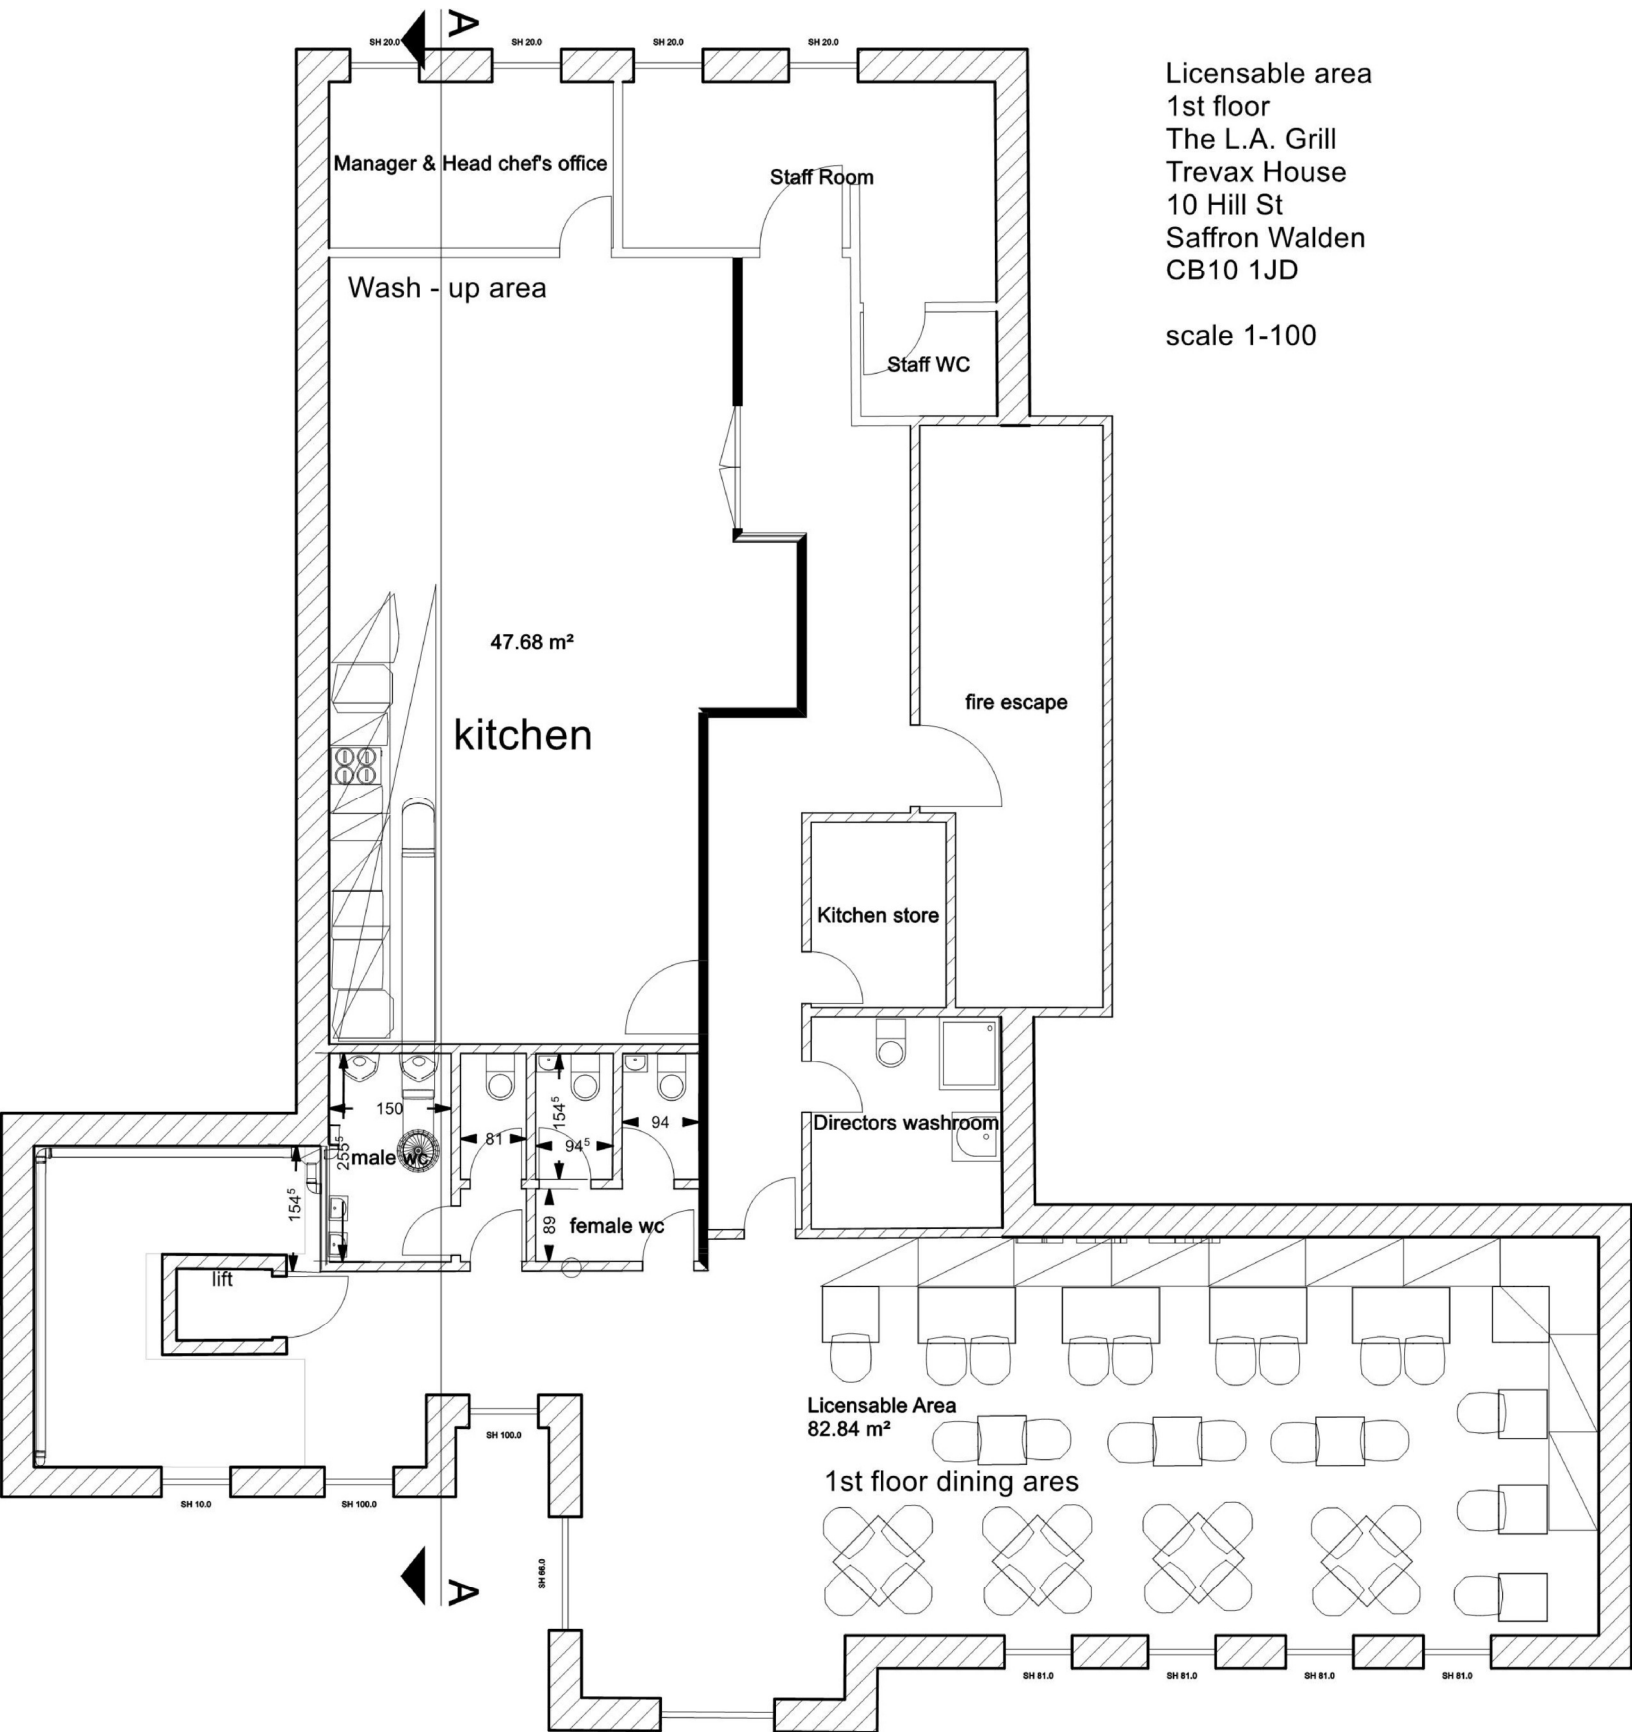 A
SH 20.0
SH 20.0
SH 20.0
SH 20.0
Licensable area
1st floor
The L.A. Grill
Trevax House
10 Hill St
Saffron Walden
CB10 1JD
scale 1-100
Manager & Head chef's office
Staff Room
Wash - up area
Staff WC
47.68 m²
kitchen
fire escape
Kitchen store
150
255⁵
male wc
81
154⁵
94⁵
94
Directors washroom
154⁵
89
female wc
lift
Licensable Area
82.84 m²
1st floor dining ares
SH 100.0
SH 10.0
SH 100.0
SH 66.0
A
SH 81.0
SH 81.0
SH 81.0
SH 81.0